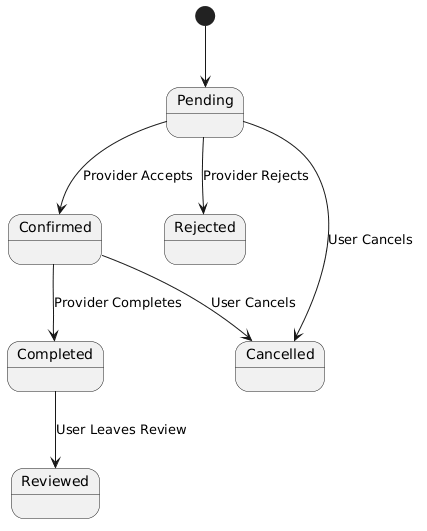 Pending
Provider Accepts
Provider Rejects
Confirmed
Rejected
User Cancels
Provider Completes
User Cancels
Completed
Cancelled
User Leaves Review
Reviewed